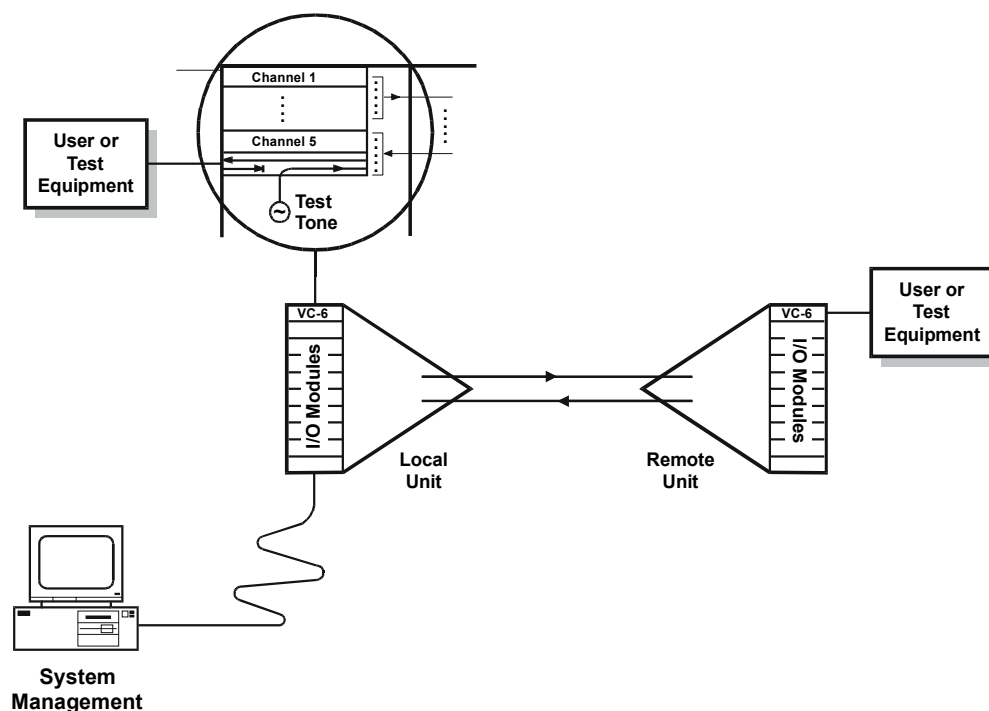 Channel 1
Channel 5
User or
Test
Equipment
Test
Tone
VC-6
I/O Modules
User or
Test
Equipment
VC-6
I/O Modules
Local
Unit
Remote
Unit
System
Management